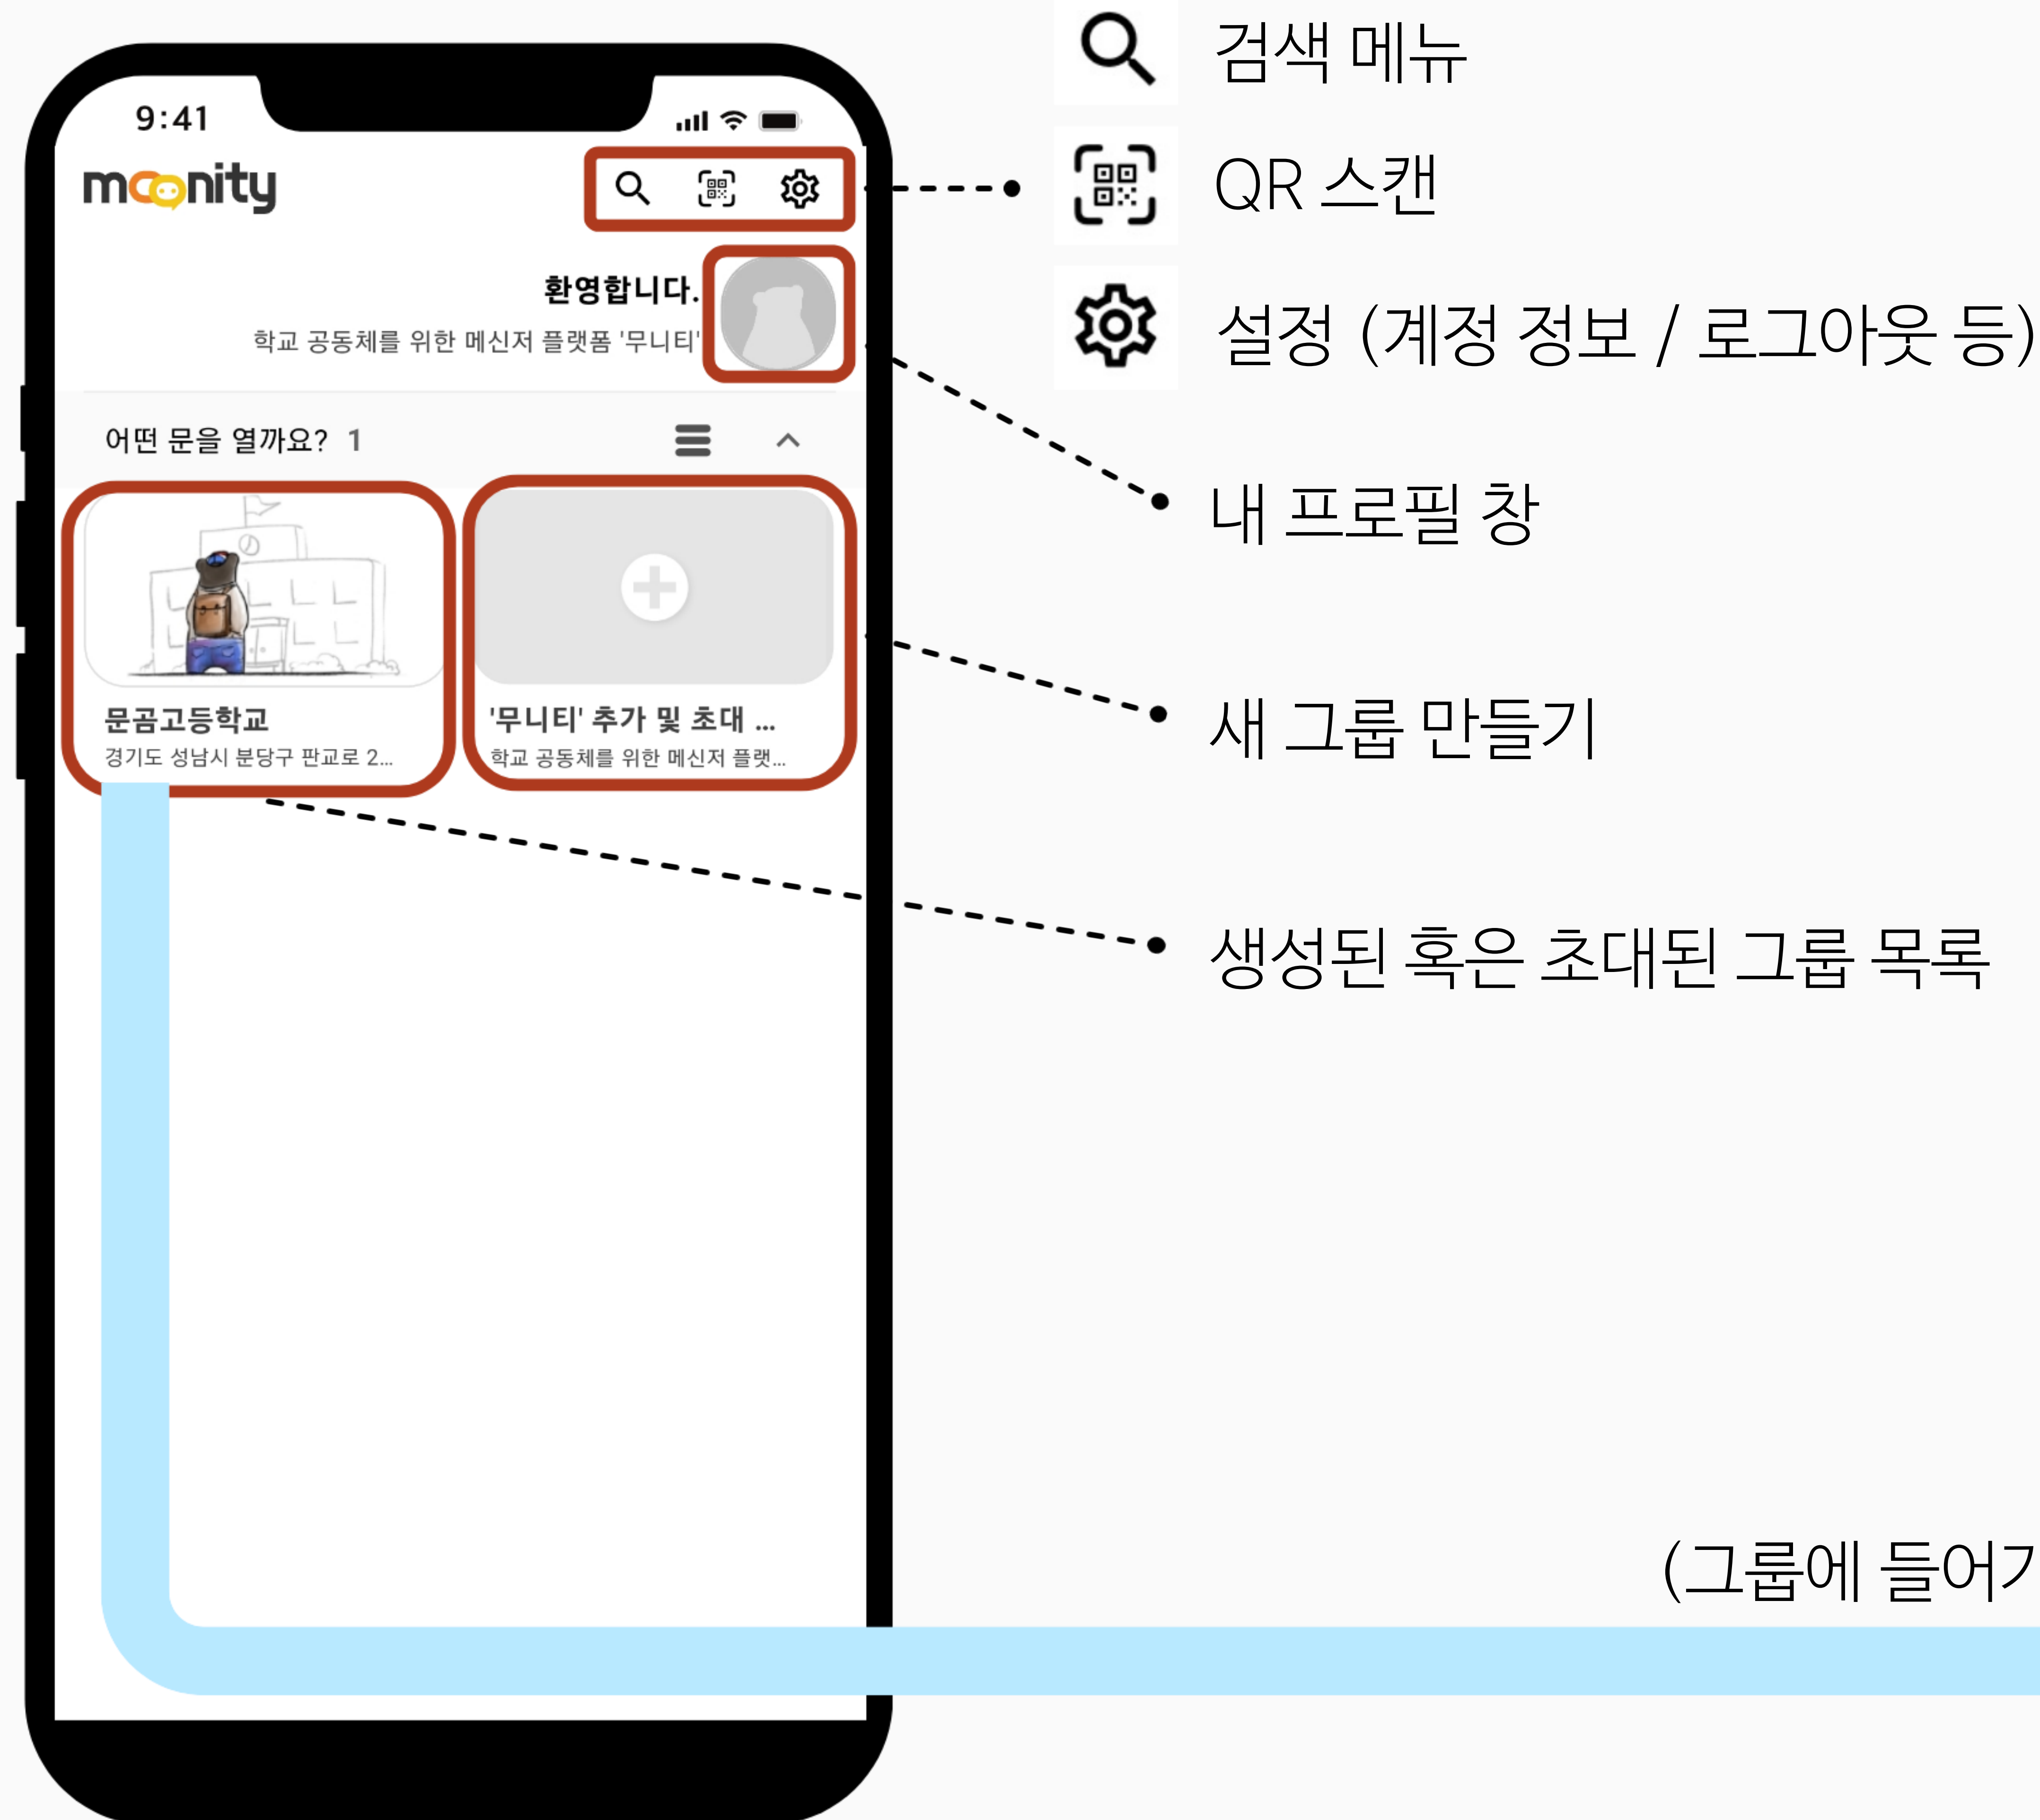 9:41
moonity
환영합니다.
학교 공동체를 위한 메신저 플랫폼 '무니티'
어떤 문을 열까요? 1
문곰고등학교
경기도 성남시 분당구 판교로 2...
'무니티' 추가 및 초대 ...
학교 공동체를 위한 메신저 플랫...
검색 메뉴
QR 스캔
설정 (계정 정보 / 로그아웃 등)
내 프로필 창
새 그룹 만들기
생성된 혹은 초대된 그룹 목록
(그룹에 들어가